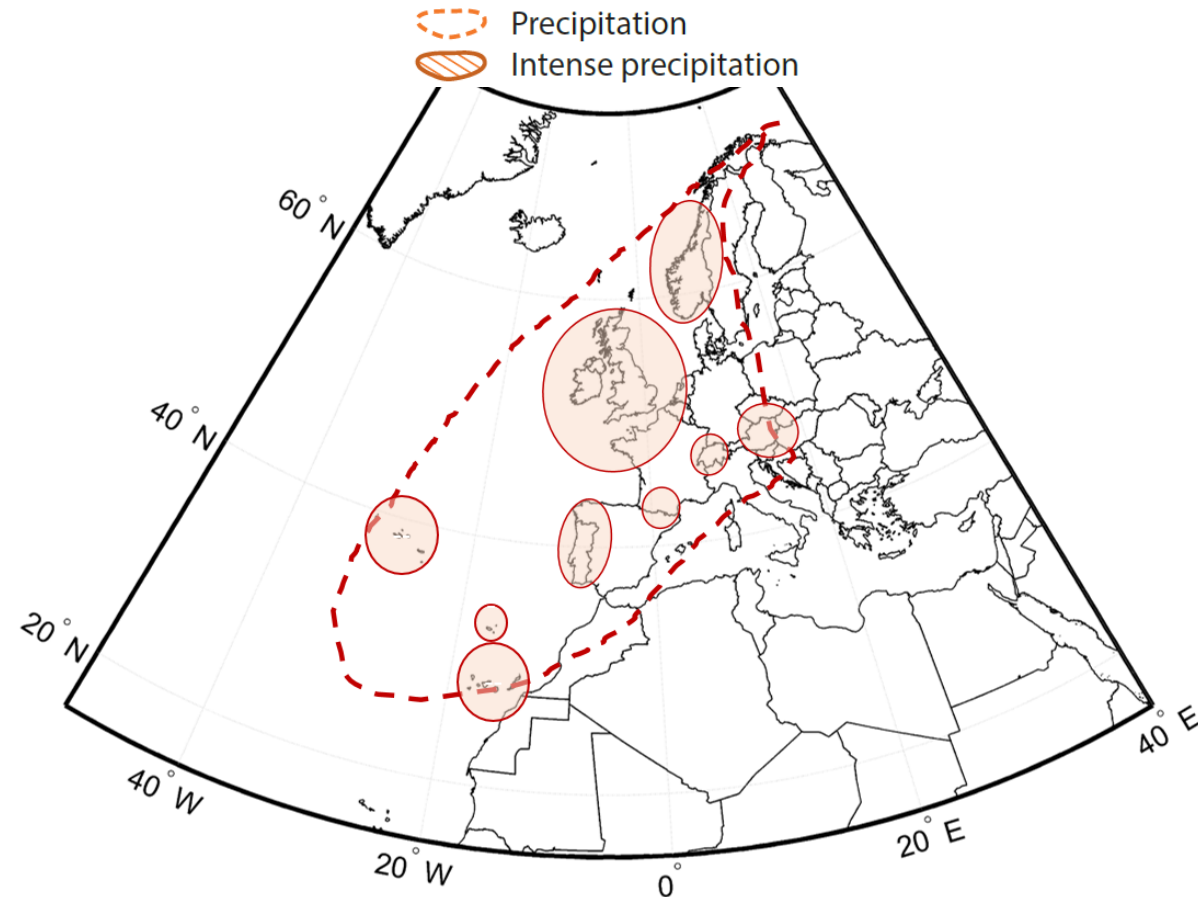 Precipitation
Intense precipitation
60° N
40° N
20° N
40° W
20° W
0°
20° E
40° E